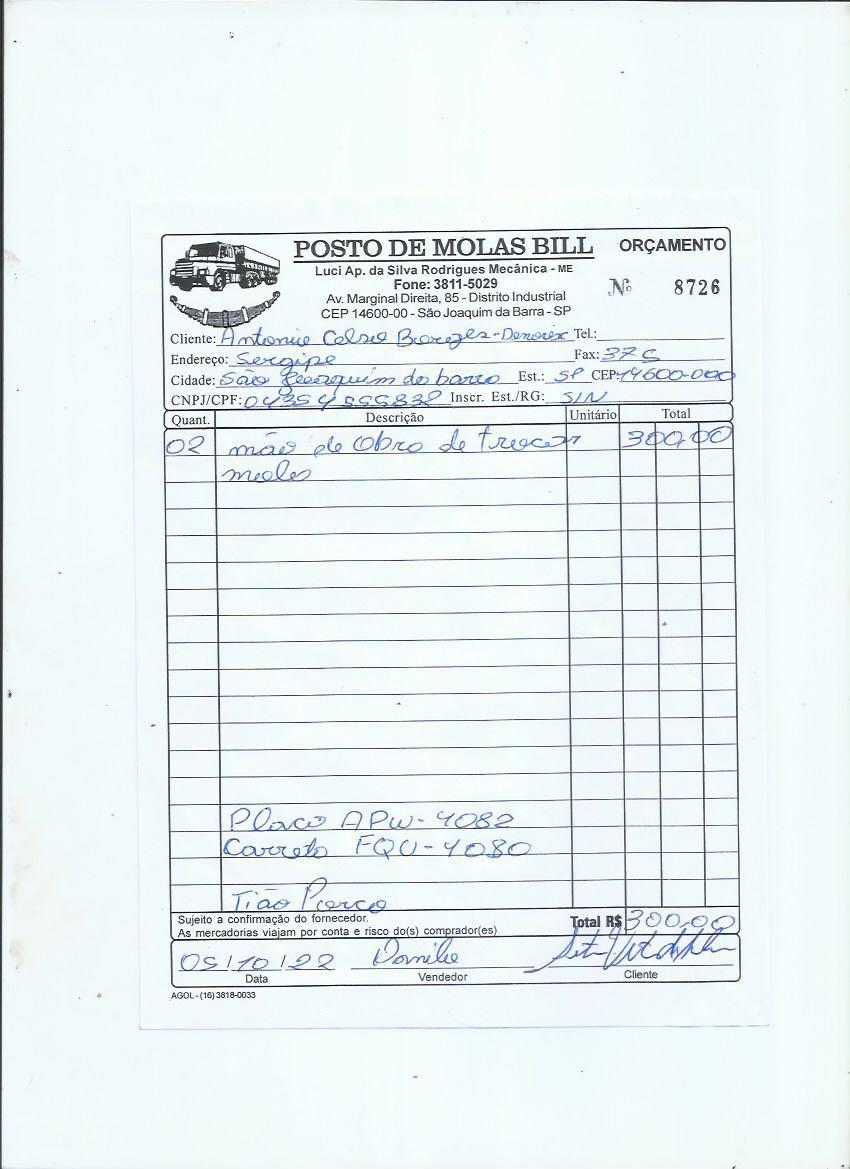 POSTO DE MOLAS BILL ORÇAMENTO
Luci Ap. da Silva Rodrigues Mecânica - ME
Fone: 3811-5029
Nº 8726
Av. Marginal Direita, 85 - Distrito Industrial
CEP 14600-00 - São Joaquim da Barra - SP
Cliente: Antonio Celso Borges- Tel.:
Endereço: Sergipe Fax: 375
Cidade: São Joaquim da barra Est.: SP CEP 14600-000
CNPJ/CPF: Inscr. Est./RG: S/N
Quant. Descrição Unitário Total
02 mão de obra de trocar 300,00
molas
Placa APW-4082
Carreta FQU-4080
Tião Porco
Sujeito a confirmação do fornecedor. Total R$ 300,00
As mercadorias viajam por conta e risco do(s) comprador(es)
05/10/22 Danilo
Data Vendedor Cliente
AGOL - (16) 3818-0033